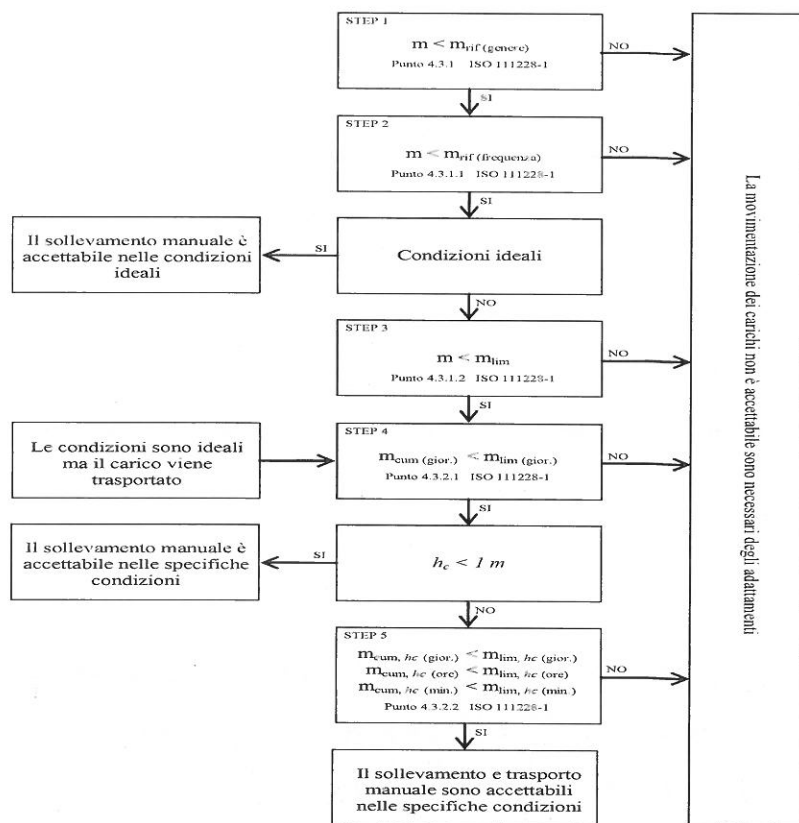 STEP 1
m < mrif (genere)
Punto 4.3.1 ISO 111228-1
NO
SI
STEP 2
m < mrif (frequenza)
Punto 4.3.1.1 ISO 111228-1
NO
SI
Il sollevamento manuale è
accettabile nelle condizioni
ideali
SI
Condizioni ideali
NO
STEP 3
m < mlim
Punto 4.3.1.2 ISO 111228-1
NO
SI
Le condizioni sono ideali
ma il carico viene
trasportato
STEP 4
mcum (gior.) < mlim (gior.)
Punto 4.3.2.1 ISO 111228-1
NO
SI
Il sollevamento manuale è
accettabile nelle specifiche
condizioni
SI
hc < 1 m
NO
STEP 5
mcum, hc (gior.) < mlim, hc (gior.)
mcum, hc (ore) < mlim, hc (ore)
mcum, hc (min.) < mlim, hc (min.)
Punto 4.3.2.2 ISO 111228-1
NO
SI
Il sollevamento e trasporto
manuale sono accettabili
nelle specifiche condizioni
La movimentazione dei carichi non è accettabile sono necessari degli adattamenti